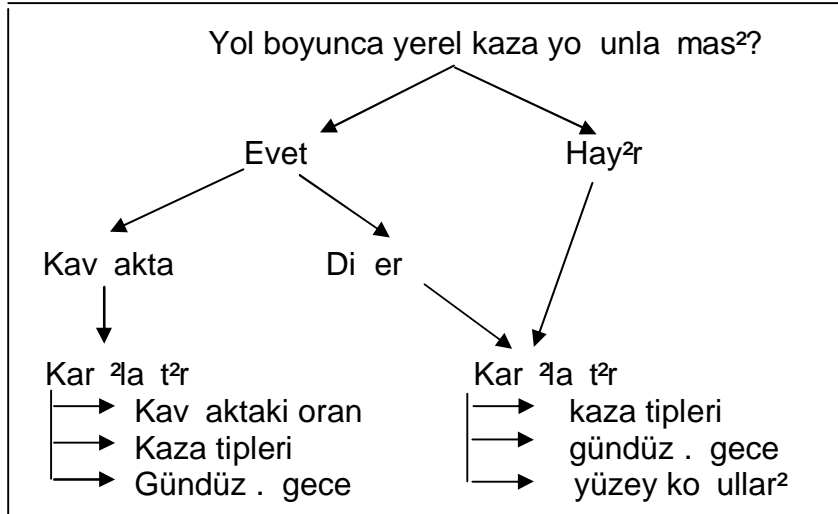 Yol boyunca yerel kaza yo unla mas²?
Evet
Hay²r
Kav akta
Di er
Kar ²la t²r
Kav aktaki oran
Kaza tipleri
Gündüz . gece
Kar ²la t²r
kaza tipleri
gündüz . gece
yüzey ko ullar²